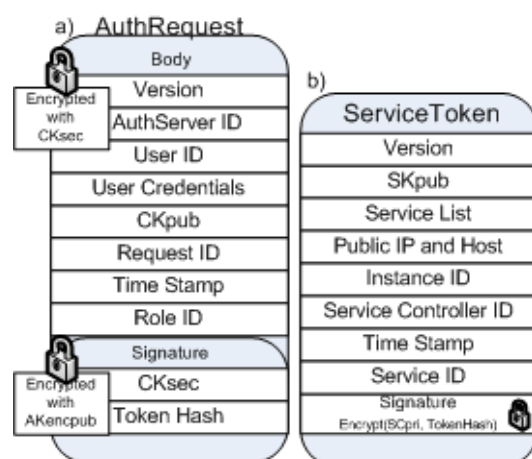 a) AuthRequest
Body
Encrypted
with
CKsec
Version
AuthServer ID
User ID
User Credentials
CKpub
Request ID
Time Stamp
Role ID
Signature
Encrypted
with
AKencpub
CKsec
Token Hash
b)
ServiceToken
Version
SKpub
Service List
Public IP and Host
Instance ID
Service Controller ID
Time Stamp
Service ID
Signature
Encrypt(SCpri, TokenHash)